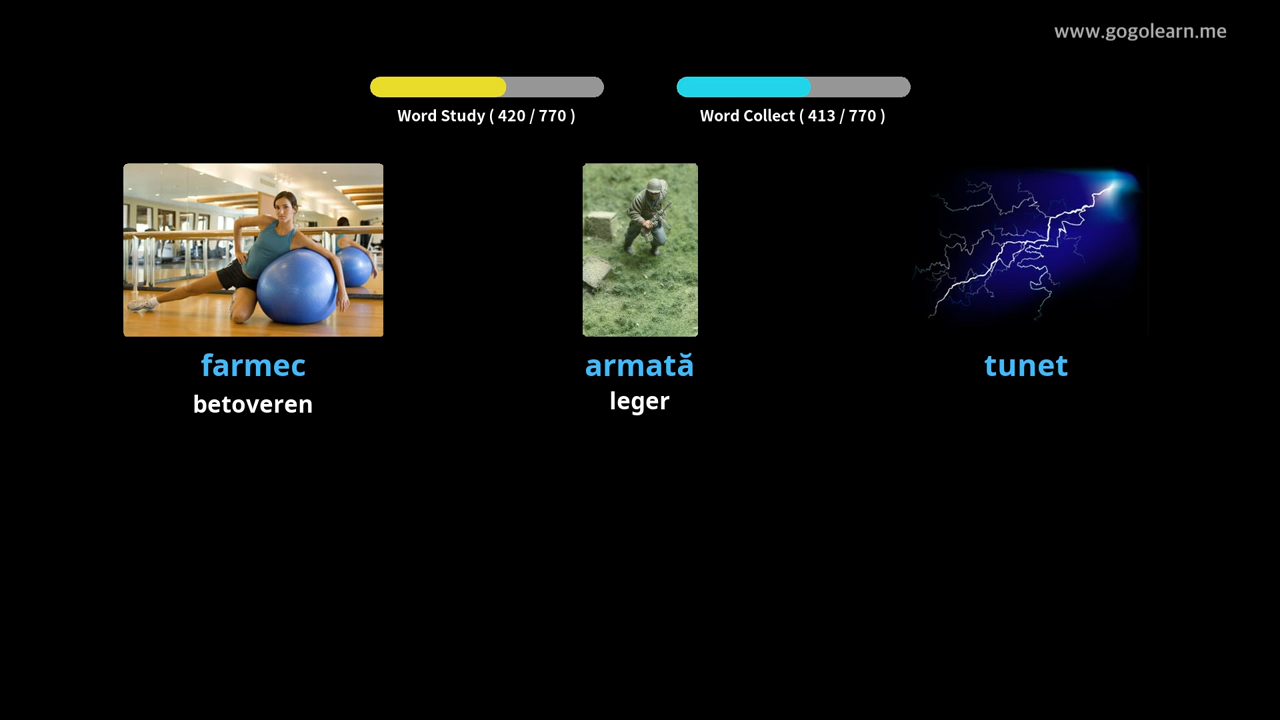 www.gogolearn.me
Word Study ( 420 / 770 )
Word Collect ( 413 / 770 )
farmec
armată
tunet
betoveren
leger